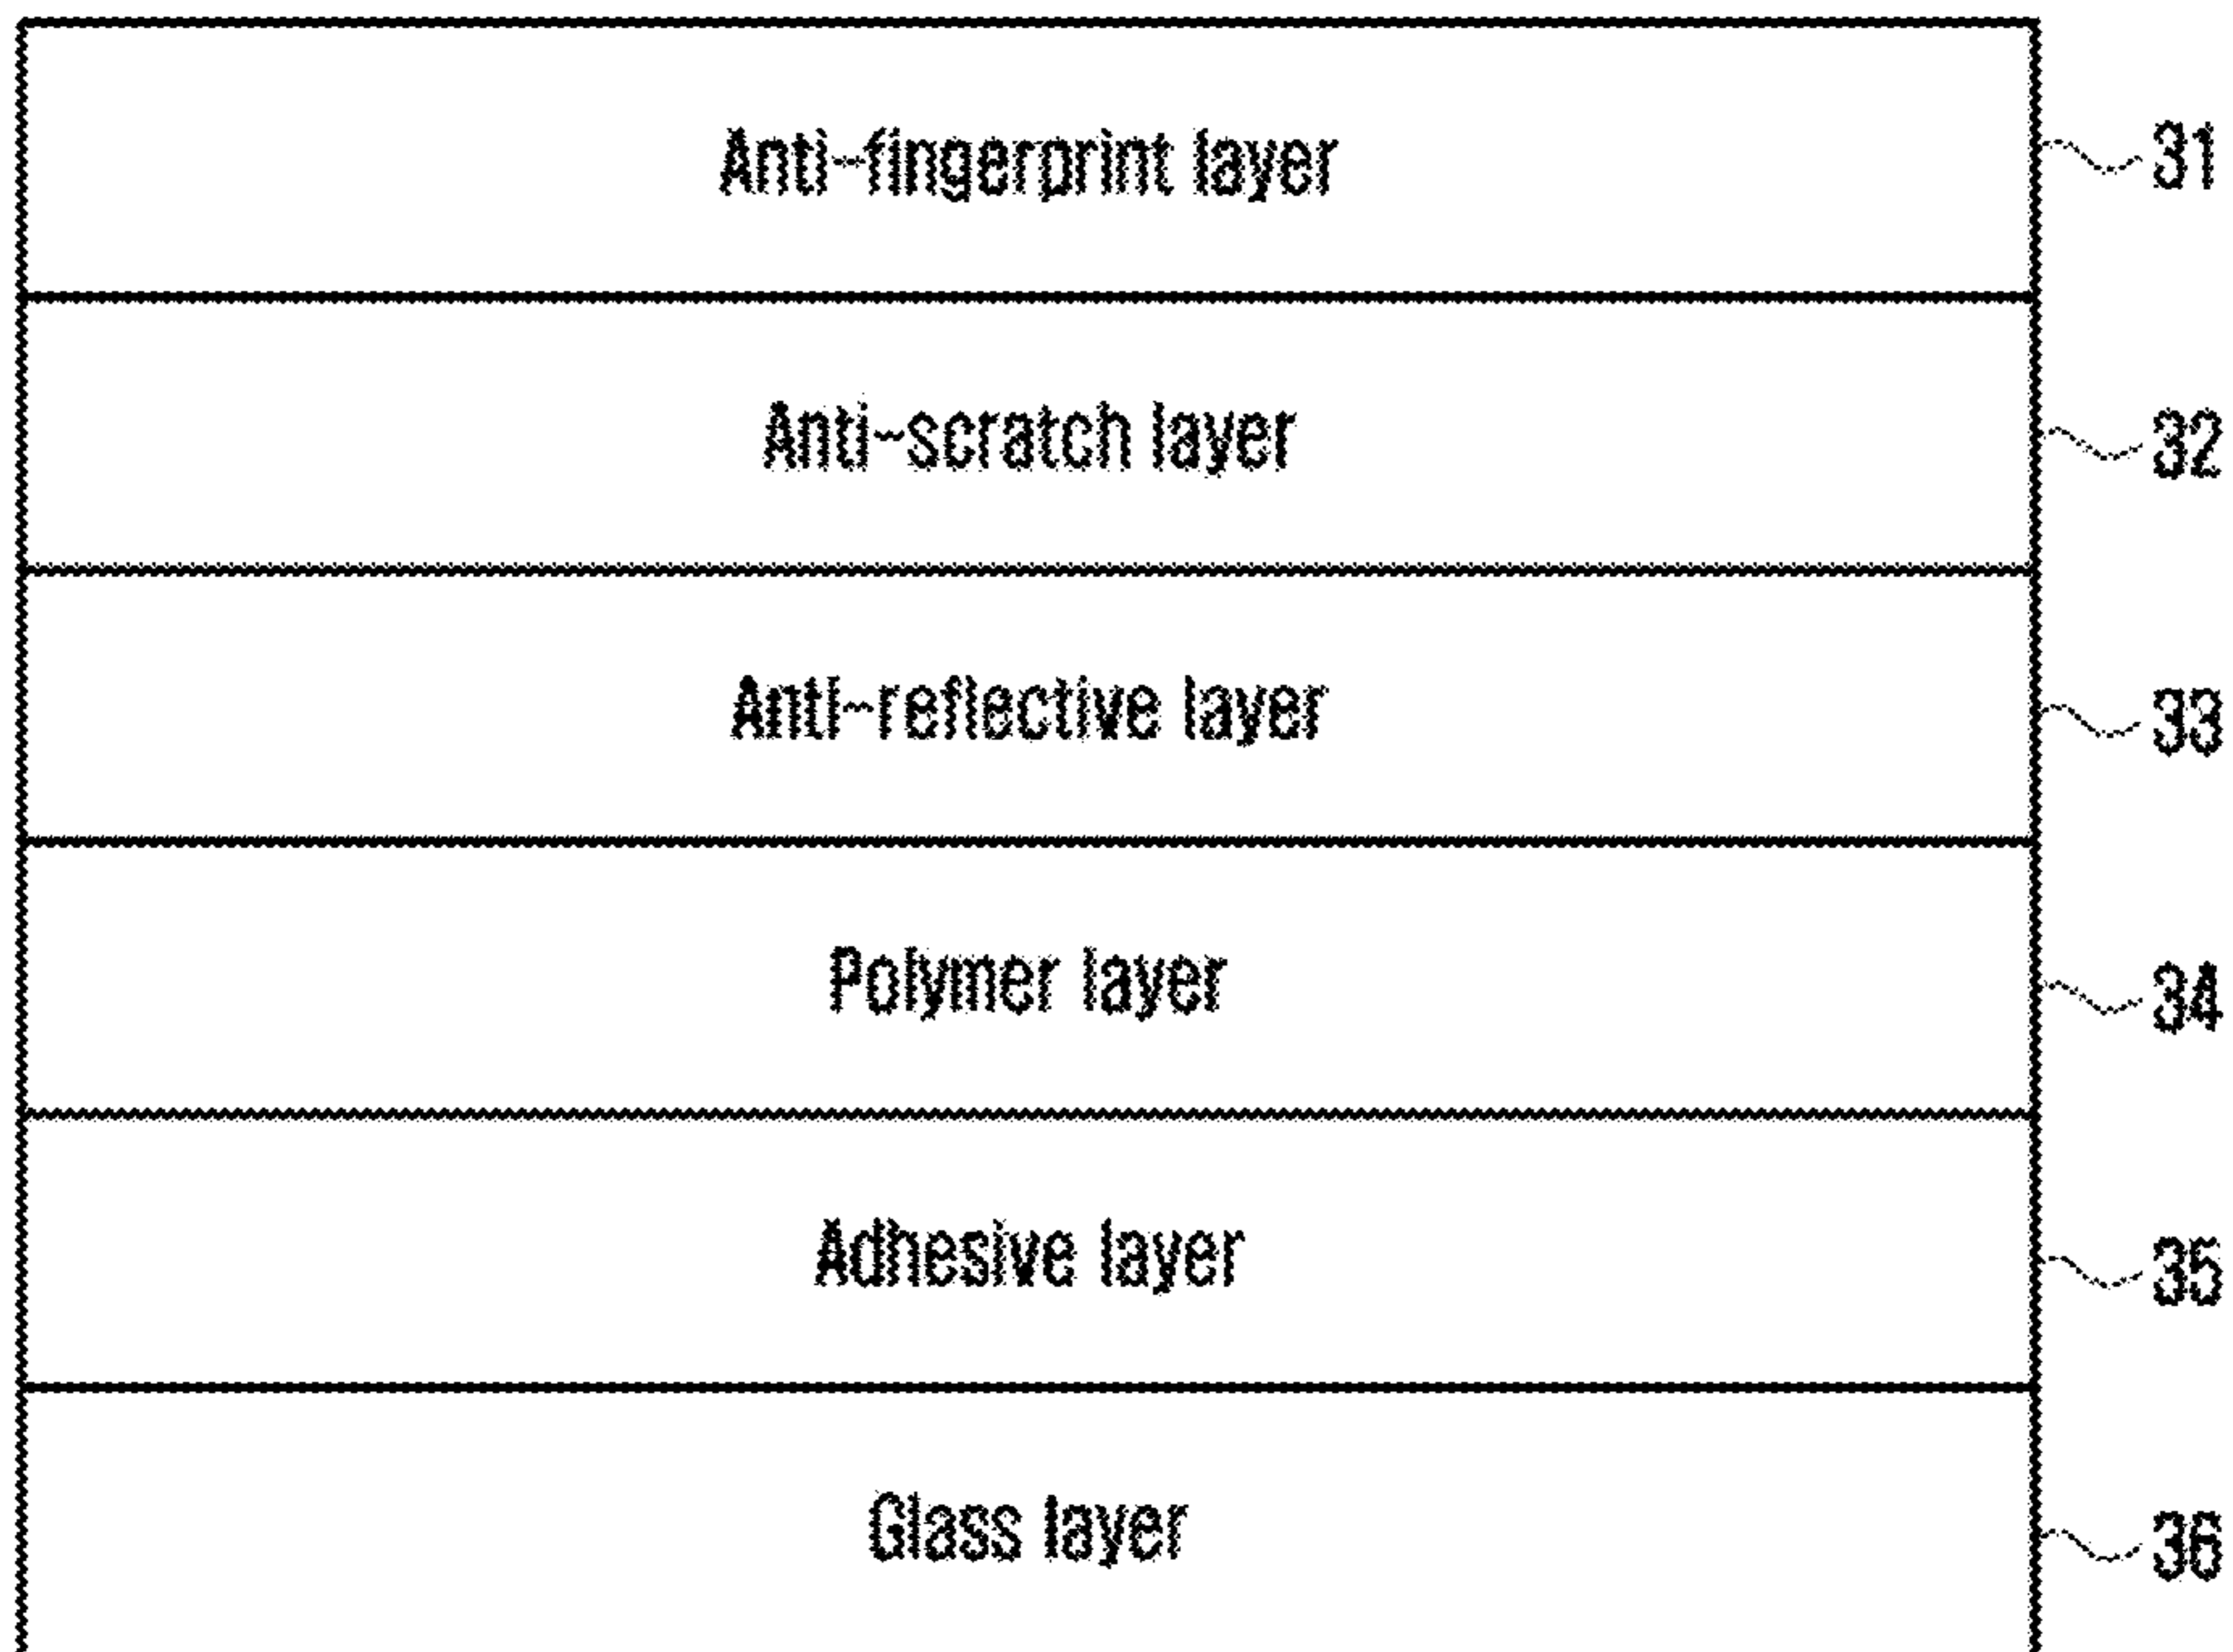 Anti-fingerprint layer 31
Anti-scratch layer 32
Anti-reflective layer 33
Polymer layer 34
Adhesive layer 35
Glass layer 36